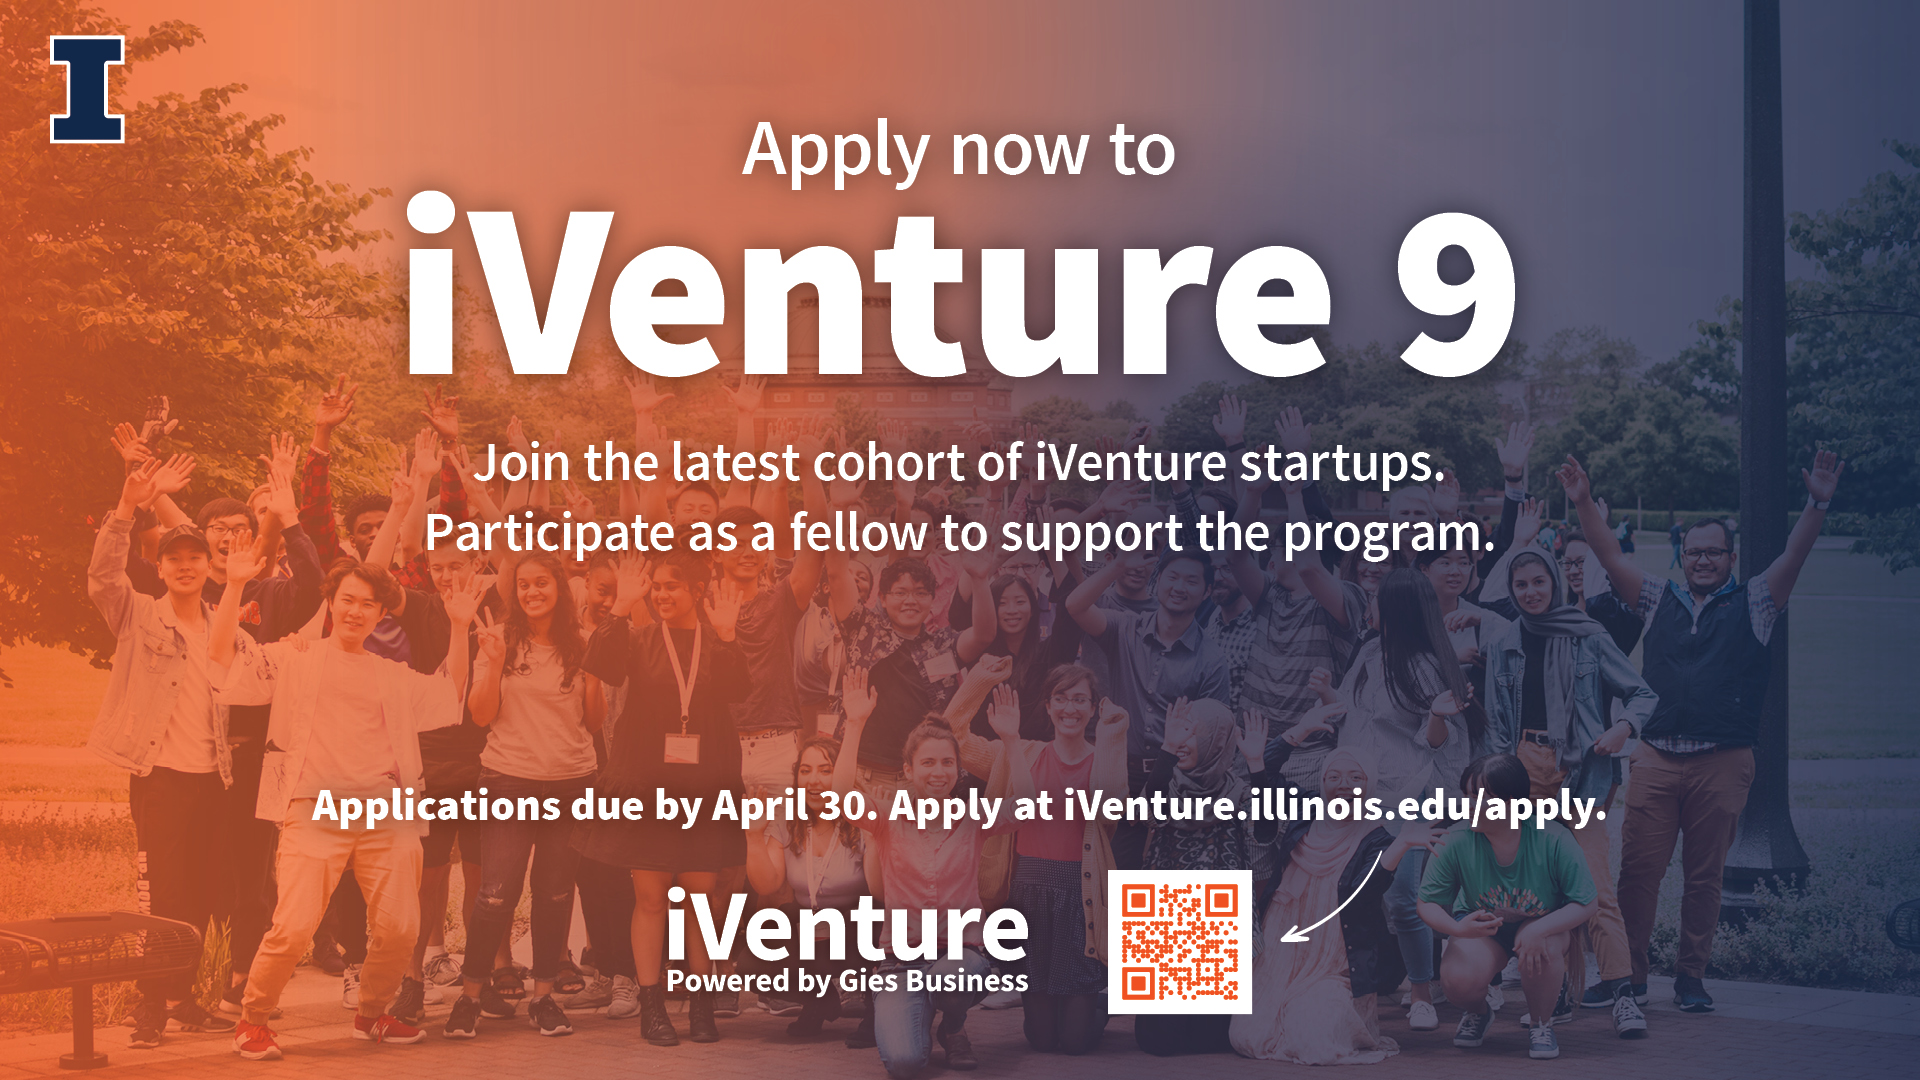 I
Apply now to
iVenture 9
Join the latest cohort of iVenture startups.
Participate as a fellow to support the program.
Applications due by April 30. Apply at iVenture.illinois.edu/apply.
iVenture
Powered by Gies Business